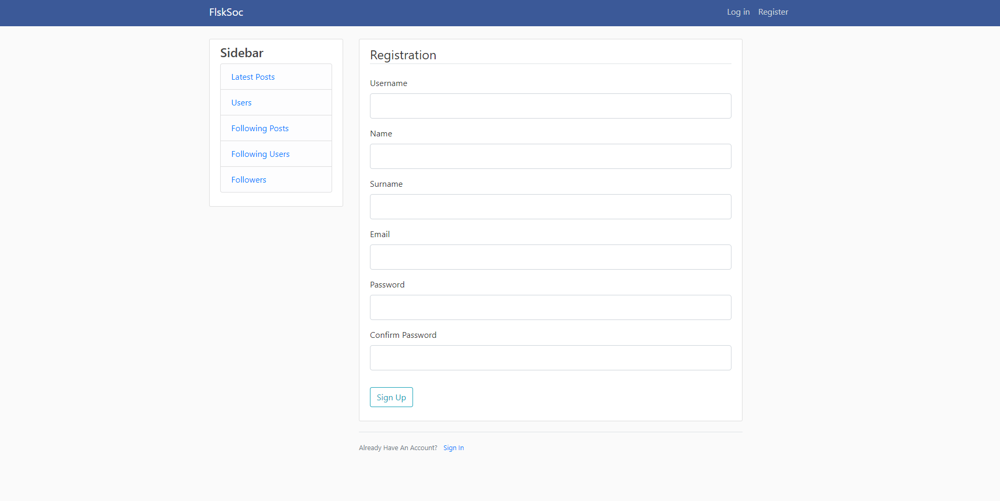 FlskSoc
Log in Register
Sidebar
Latest Posts
Users
Following Posts
Following Users
Followers
Registration
Username
Name
Surname
Email
Password
Confirm Password
Sign Up
Already Have An Account? Sign In